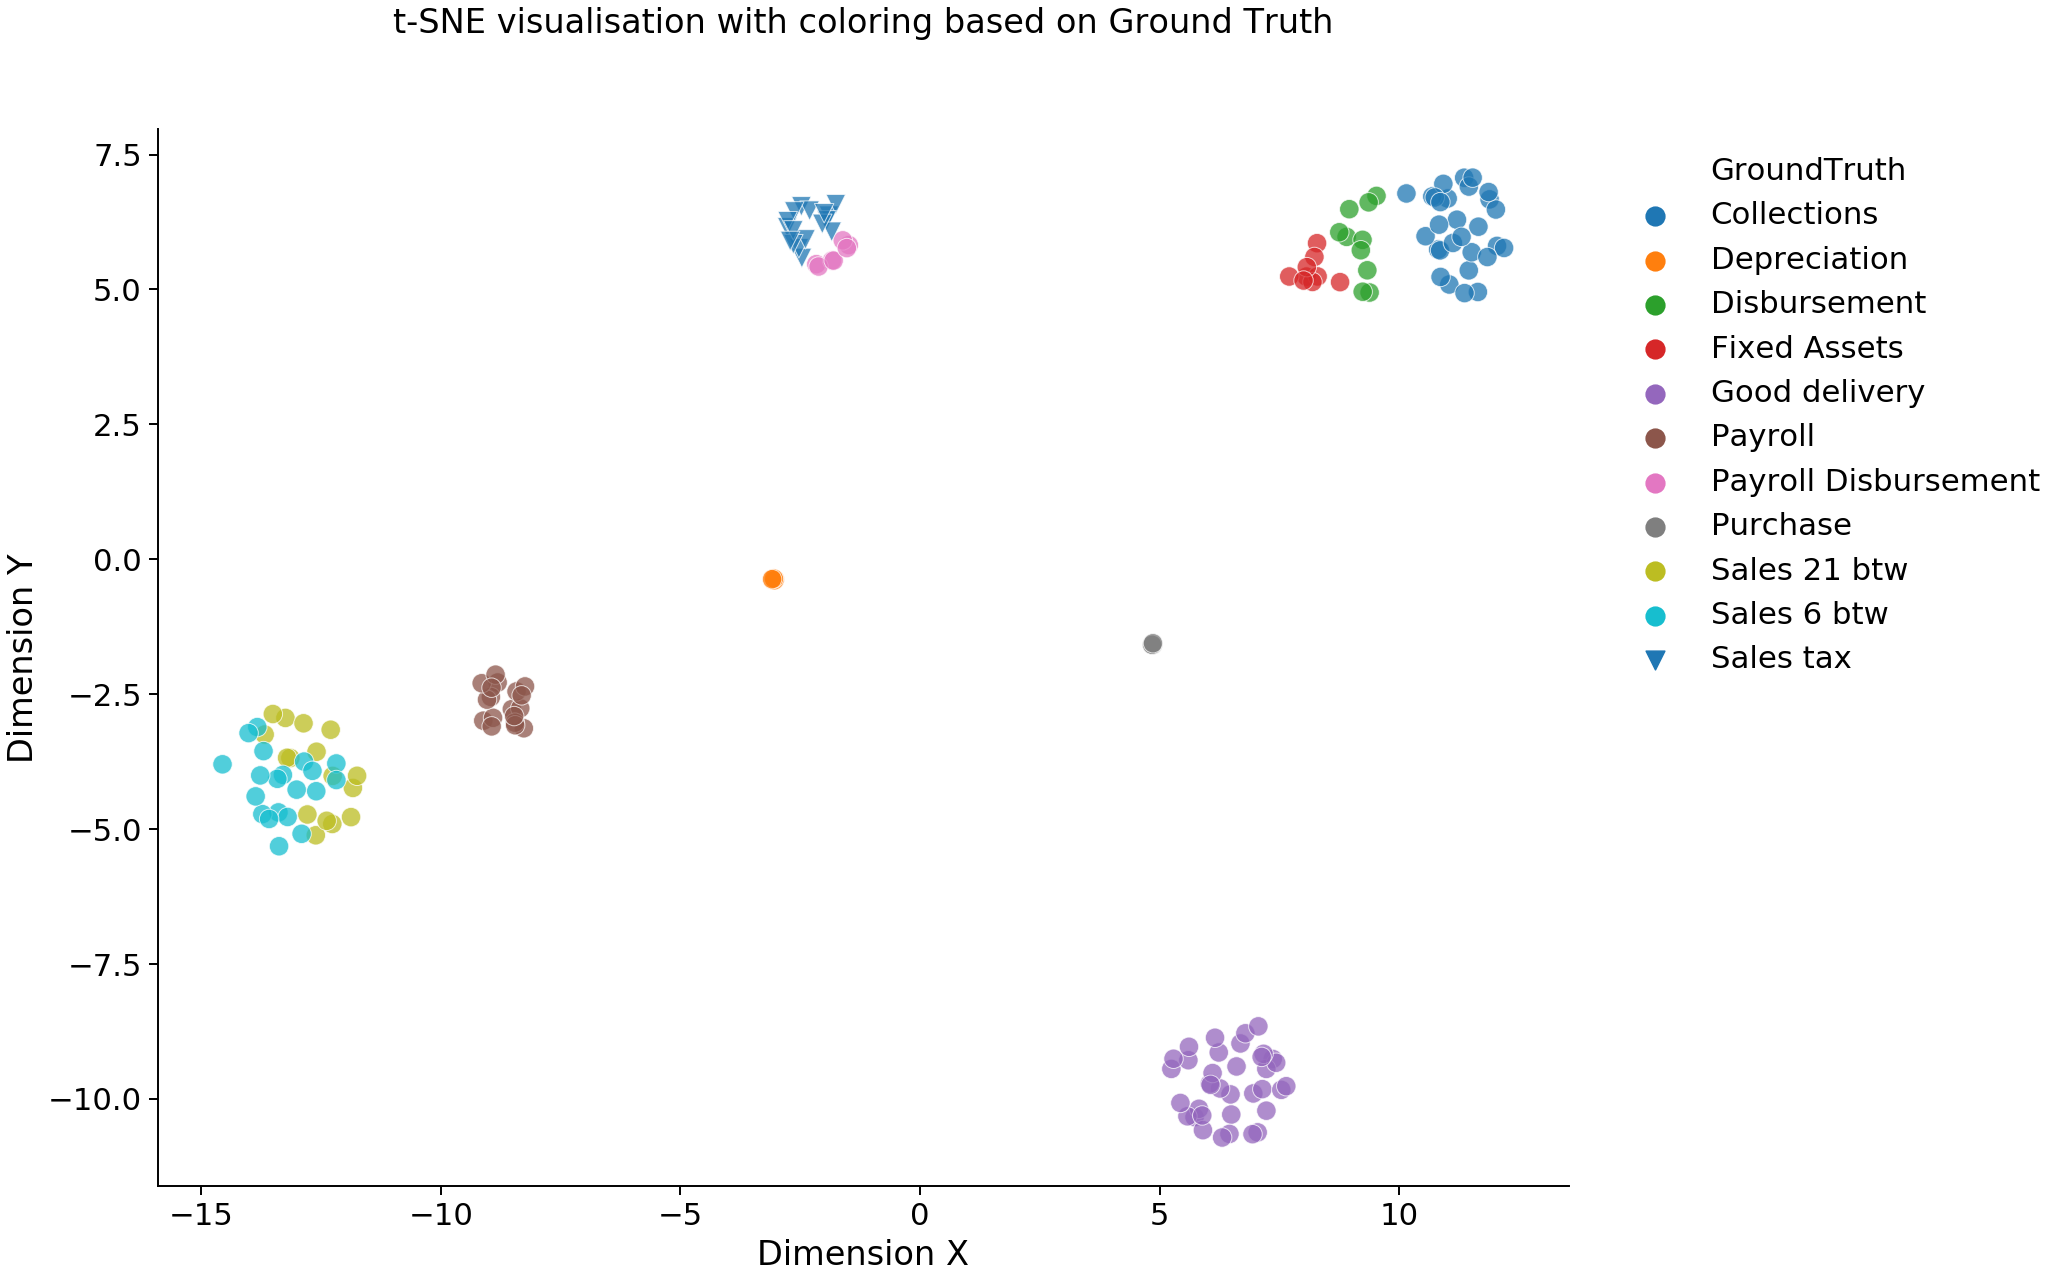 t-SNE visualisation with coloring based on Ground Truth
7.5
5.0
2.5
0.0
−2.5
−5.0
−7.5
−10.0
Dimension Y
−15
−10
−5
0
5
10
Dimension X
GroundTruth
Collections
Depreciation
Disbursement
Fixed Assets
Good delivery
Payroll
Payroll Disbursement
Purchase
Sales 21 btw
Sales 6 btw
Sales tax